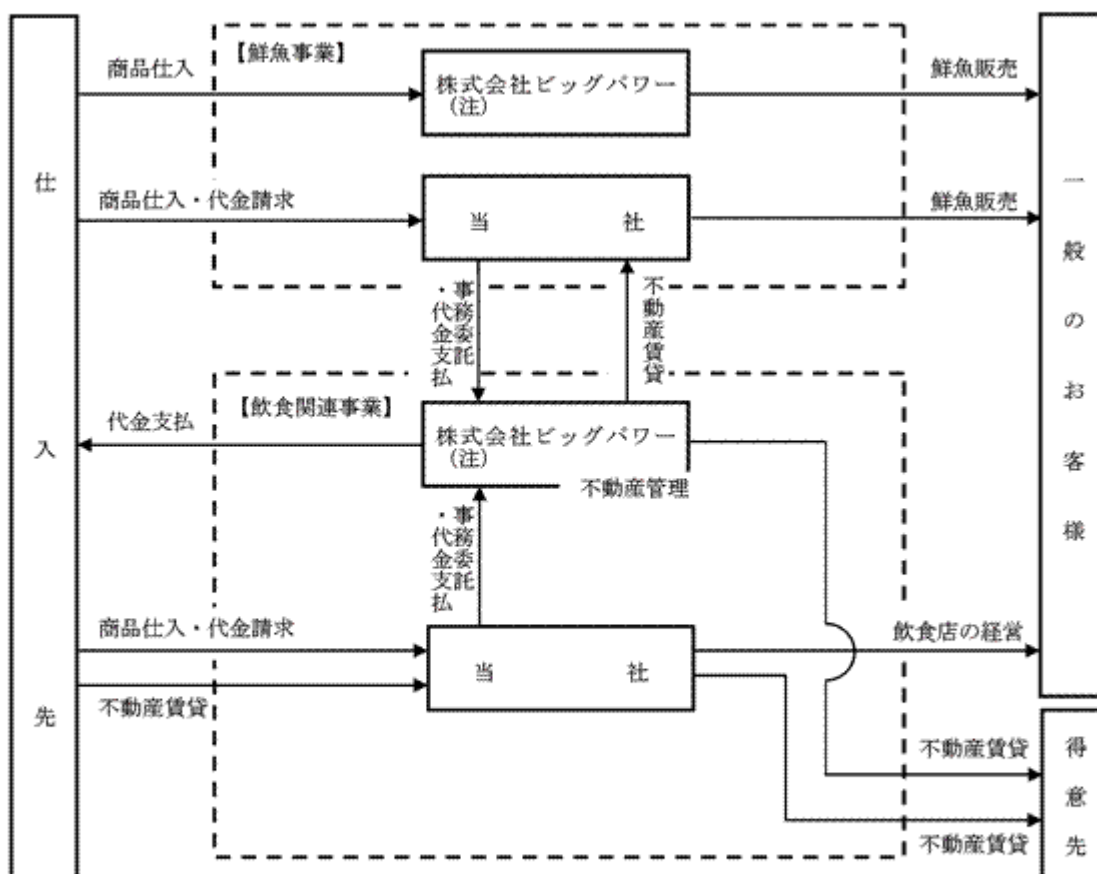 仕入先
【鮮魚事業】
商品仕入
株式会社ビッグパワー
(注)
鮮魚販売
商品仕入・代金請求
当社
鮮魚販売
事務委託
・代金支払
不動産賃貸
【飲食関連事業】
代金支払
株式会社ビッグパワー
(注)
不動産管理
事務委託
・代金支払
商品仕入・代金請求
不動産賃貸
当社
飲食店の経営
不動産賃貸
不動産賃貸
一般のお客様
得意先